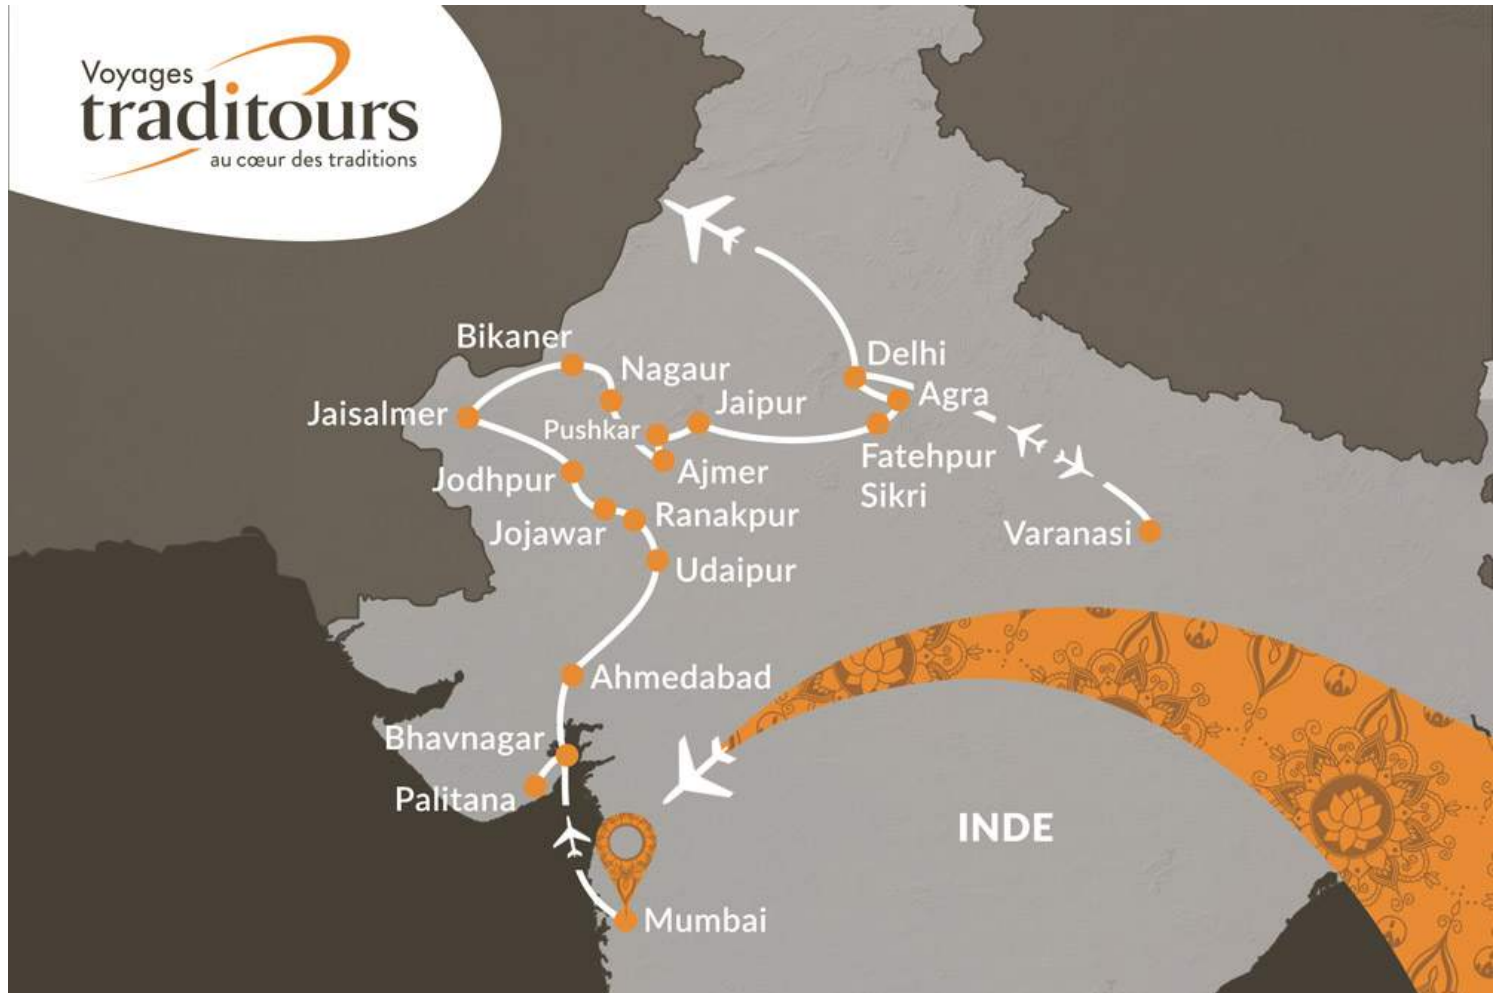 Voyages
traditours
au cœur des traditions
Bikaner
Nagaur
Delhi
Agra
Jaipur
Jaisalmer
Pushkar
Ajmer
Fatehpur
Sikri
Jodhpur
Jojawar
Ranakpur
Varanasi
Udaipur
Ahmedabad
Bhavnagar
Palitana
INDE
Mumbai